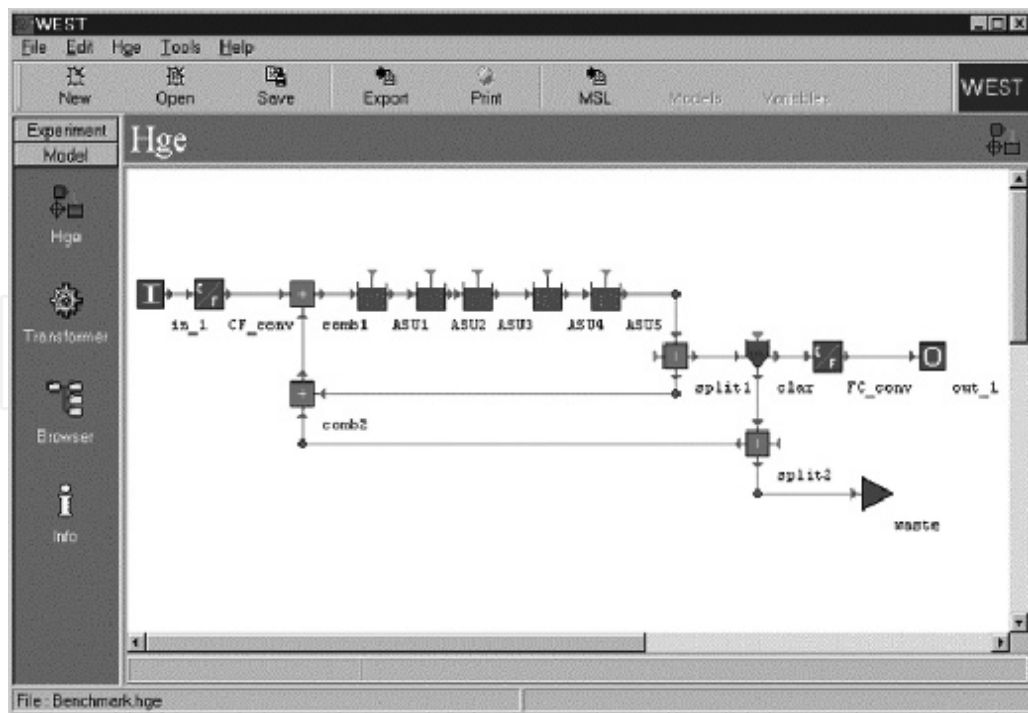 WEST
File Edit Hge Tools Help
New Open Save Export Print MSL Models Variables
WEST
Experiment
Model
Hge
Hge
Transformer
Browser
Info
I
C/F
in_1 CF_conv comb1 ASU1 ASU2 ASU3 ASU4 ASU5
split1 clar FC_conv out_1
C/F
O
comb2
split2
waste
File : Benchmark.hge